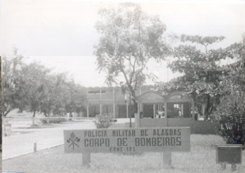 POLICIA MILITAR DE ALAGOAS
CORPO DE BOMBEIROS